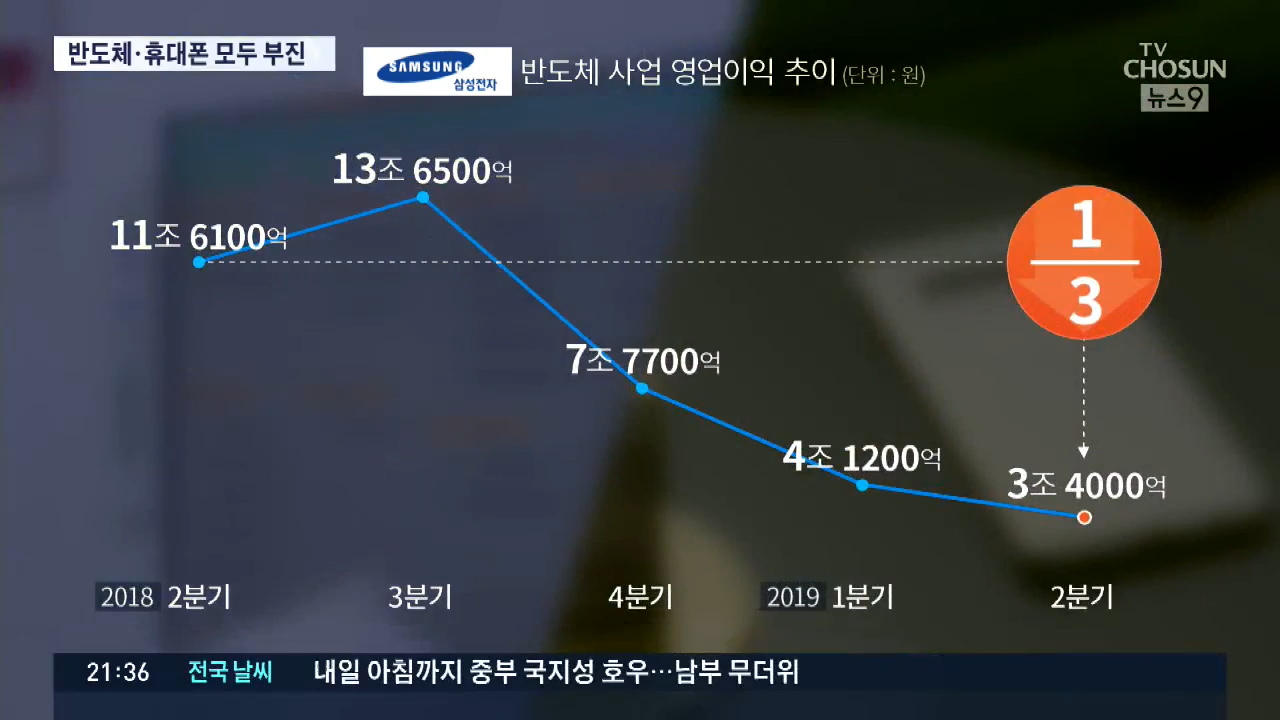 반도체·휴대폰 모두 부진
SAMSUNG
삼성전자
반도체 사업 영업이익 추이 (단위 : 원)
TV
CHOSUN
뉴스9
13조 6500억
11조 6100억
1
3
7조 7700억
4조 1200억
3조 4000억
2018 2분기 3분기 4분기 2019 1분기 2분기
21:36 전국 날씨 내일 아침까지 중부 국지성 호우…남부 무더위